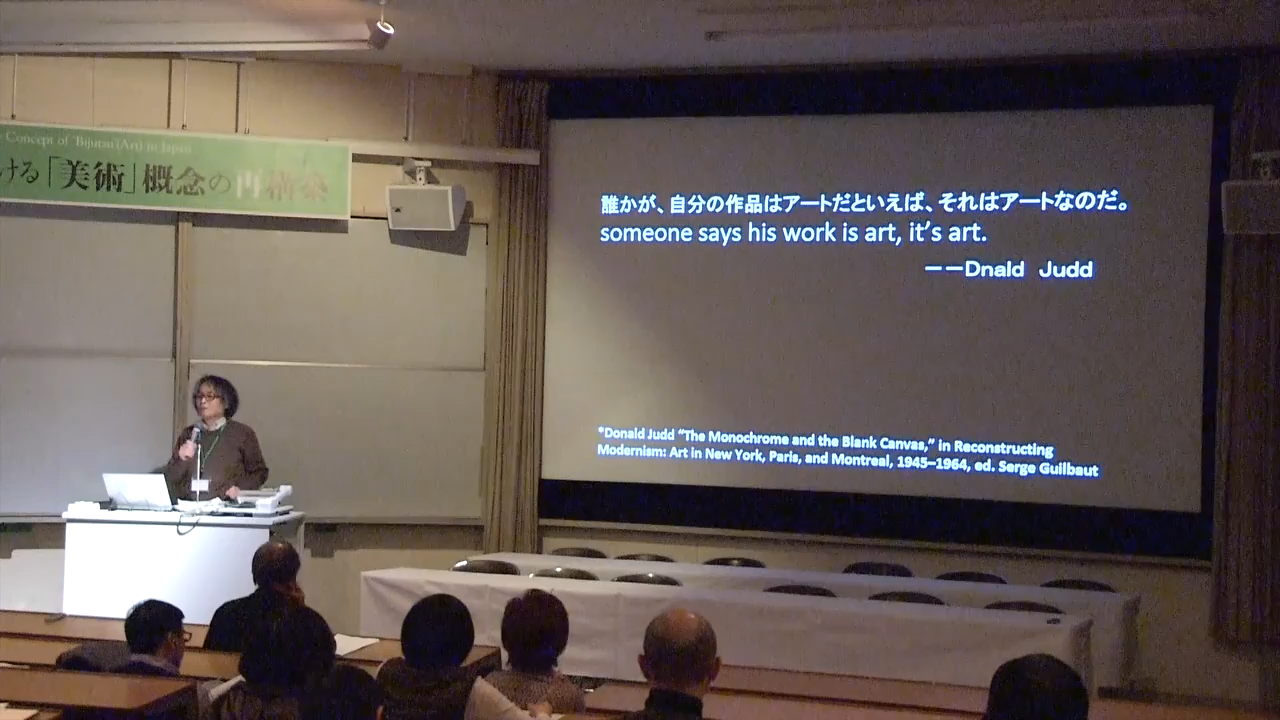 Concept of 'Bijutsu'(Art) in Japan
ける「美術」概念の再構築
誰かが、自分の作品はアートだといえば、それはアートなのだ。
someone says his work is art, it's art.
ーーDnald Judd
*Donald Judd “The Monochrome and the Blank Canvas,” in Reconstructing
Modernism: Art in New York, Paris, and Montreal, 1945–1964, ed. Serge Guilbaut